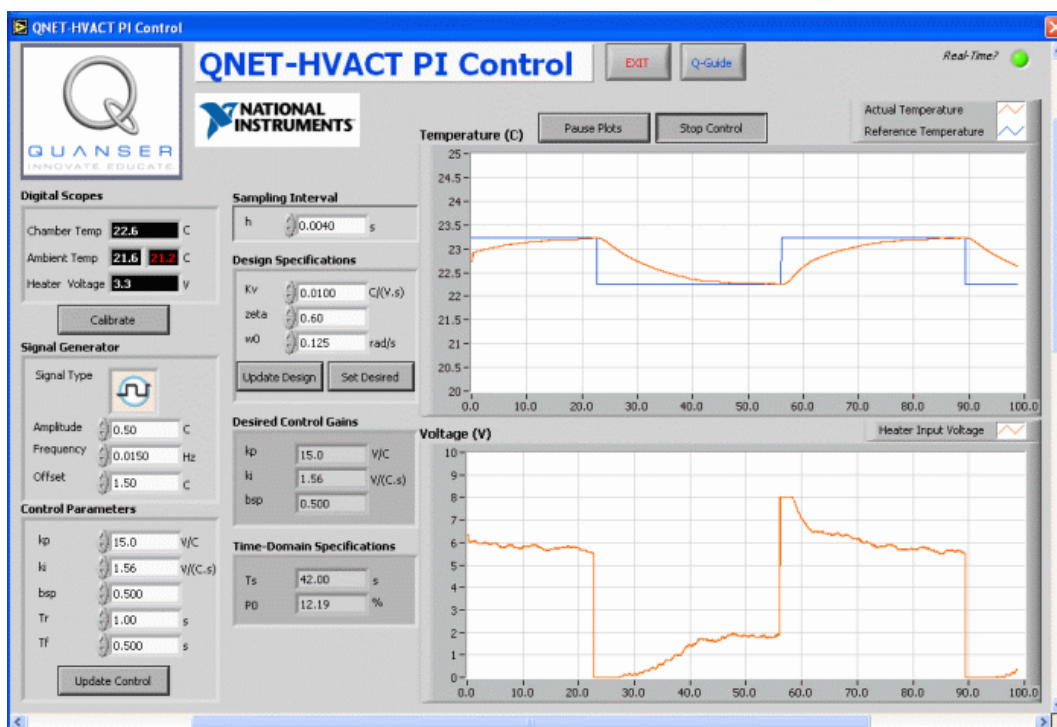 QNET-HVACT PI Control
QUANSER
INNOVATE EDUCATE
QNET-HVACT PI Control
EXIT
Q-Guide
Real-Time?
NATIONAL
INSTRUMENTS
Temperature (C)
Pause Plots
Stop Control
Actual Temperature
Reference Temperature
25
24.5
24
23.5
23
22.5
22
21.5
21
20.5
20
0.0 10.0 20.0 30.0 40.0 50.0 60.0 70.0 80.0 90.0 100.0
Digital Scopes
Chamber Temp 22.6 C
Ambient Temp 21.6 21.2 C
Heater Voltage 3.3 V
Calibrate
Signal Generator
Signal Type
Amplitude 0.50 C
Frequency 0.0150 Hz
Offset 1.50 C
Control Parameters
kp 15.0 V/C
ki 1.56 V/(C.s)
bsp 0.500
Tr 1.00 s
Tf 0.500 s
Update Control
Sampling Interval
h 0.0040 s
Design Specifications
Kv 0.0100 C/(V.s)
zeta 0.60
w0 0.125 rad/s
Update Design
Set Desired
Desired Control Gains
kp 15.0 V/C
ki 1.56 V/(C.s)
bsp 0.500
Time-Domain Specifications
Ts 42.00 s
PO 12.19 %
Voltage (V)
Heater Input Voltage
10
9
8
7
6
5
4
3
2
1
0
0.0 10.0 20.0 30.0 40.0 50.0 60.0 70.0 80.0 90.0 100.0